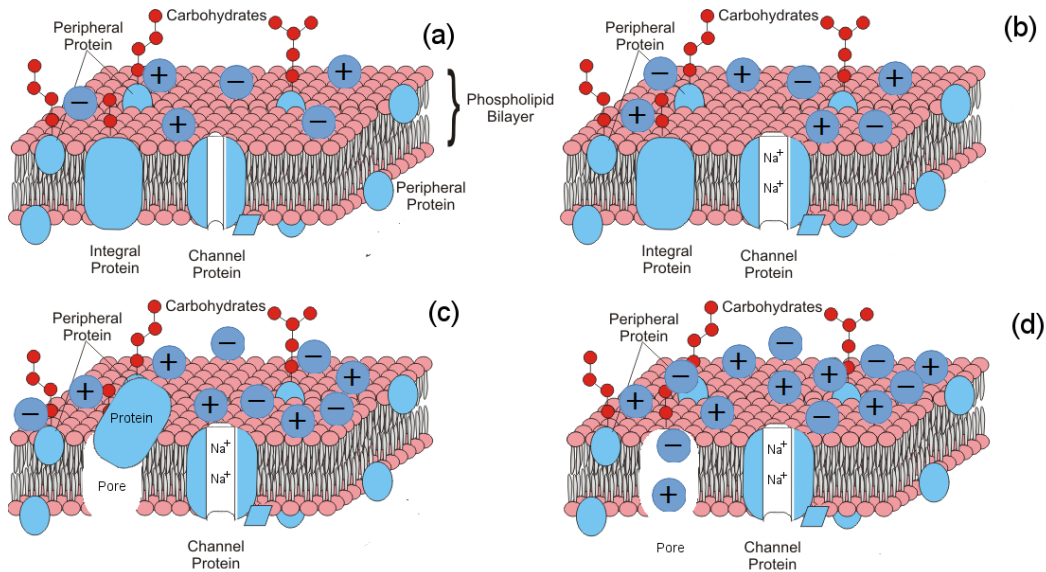 Peripheral
Protein
Carbohydrates
(a)
+
−
+
−
+
−
Phospholipid
Bilayer
Peripheral
Protein
Integral
Protein
Channel
Protein
Peripheral
Protein
Carbohydrates
(b)
−
+
−
+
+
+
−
Na+
Na+
Integral
Protein
Channel
Protein
Peripheral
Protein
Carbohydrates
(c)
−
+
−
+
+
−
Protein
+
−
+
−
Na+
Na+
Pore
Channel
Protein
Peripheral
Protein
Carbohydrates
(d)
−
+
−
+
−
+
+
−
+
+
−
+
−
Na+
−
Na+
+
Pore
Channel
Protein